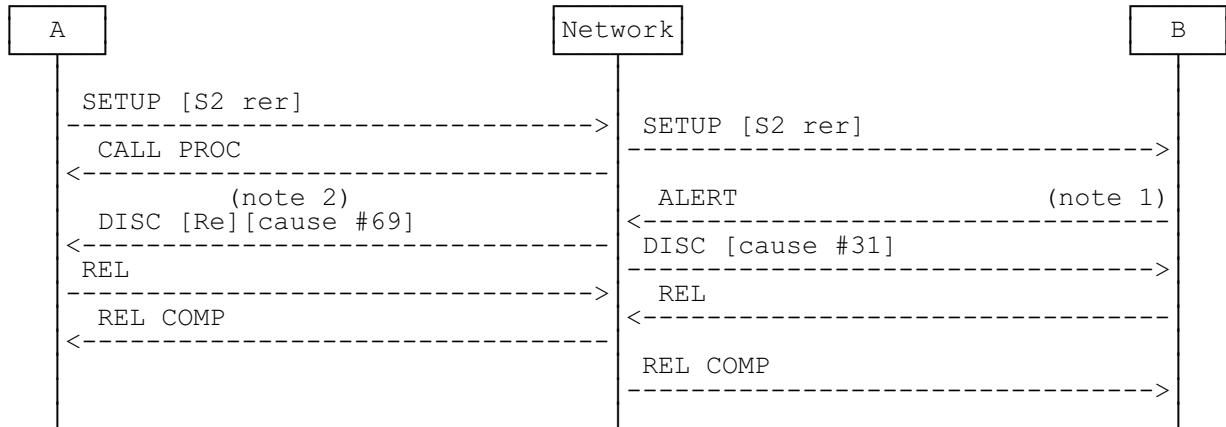 A Network B
SETUP [S2 rer]
SETUP [S2 rer]
CALL PROC
(note 2)
ALERT (note 1)
DISC [Re][cause #69]
DISC [cause #31]
REL
REL
REL COMP
REL COMP